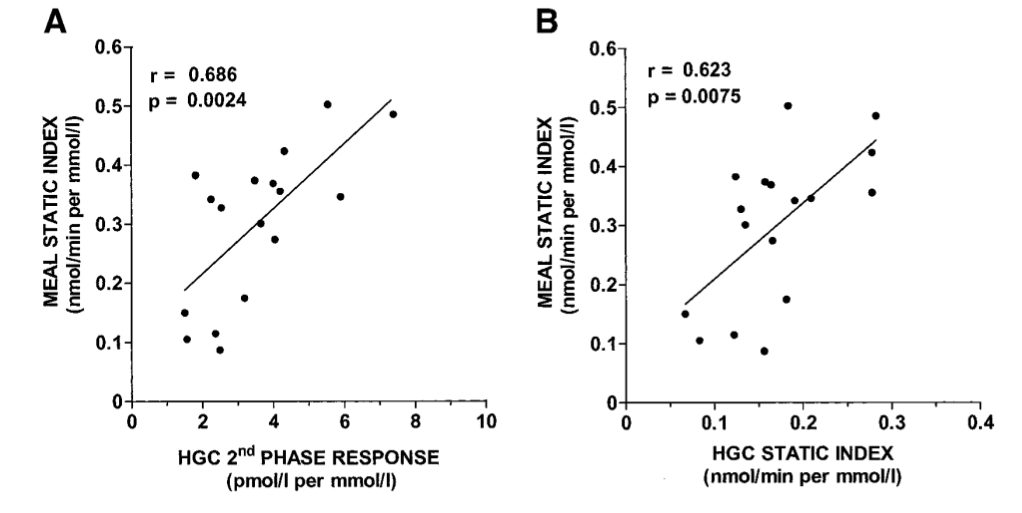 A
MEAL STATIC INDEX
(nmol/min per mmol/l)
0.6
0.5
0.4
0.3
0.2
0.1
0
r = 0.686
p = 0.0024
0 2 4 6 8 10
HGC 2nd PHASE RESPONSE
(pmol/l per mmol/l)
B
MEAL STATIC INDEX
(nmol/min per mmol/l)
0.6
0.5
0.4
0.3
0.2
0.1
0
r = 0.623
p = 0.0075
0 0.1 0.2 0.3 0.4
HGC STATIC INDEX
(nmol/min per mmol/l)